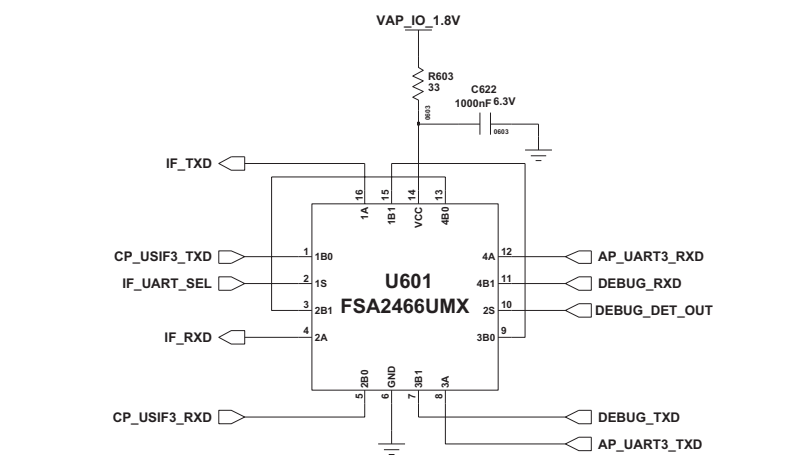 VAP_IO_1.8V
R603
33
0603
C622
1000nF 6.3V
0603
IF_TXD
16
15
14
13
1A
1B1
VCC
4B0
CP_USIF3_TXD
1
1B0
4A
12
AP_UART3_RXD
IF_UART_SEL
2
1S
U601
4B1
11
DEBUG_RXD
3
2B1
FSA2466UMX
2S
10
DEBUG_DET_OUT
IF_RXD
4
2A
3B0
9
2B0
GND
3B1
3A
5
6
7
8
CP_USIF3_RXD
DEBUG_TXD
AP_UART3_TXD